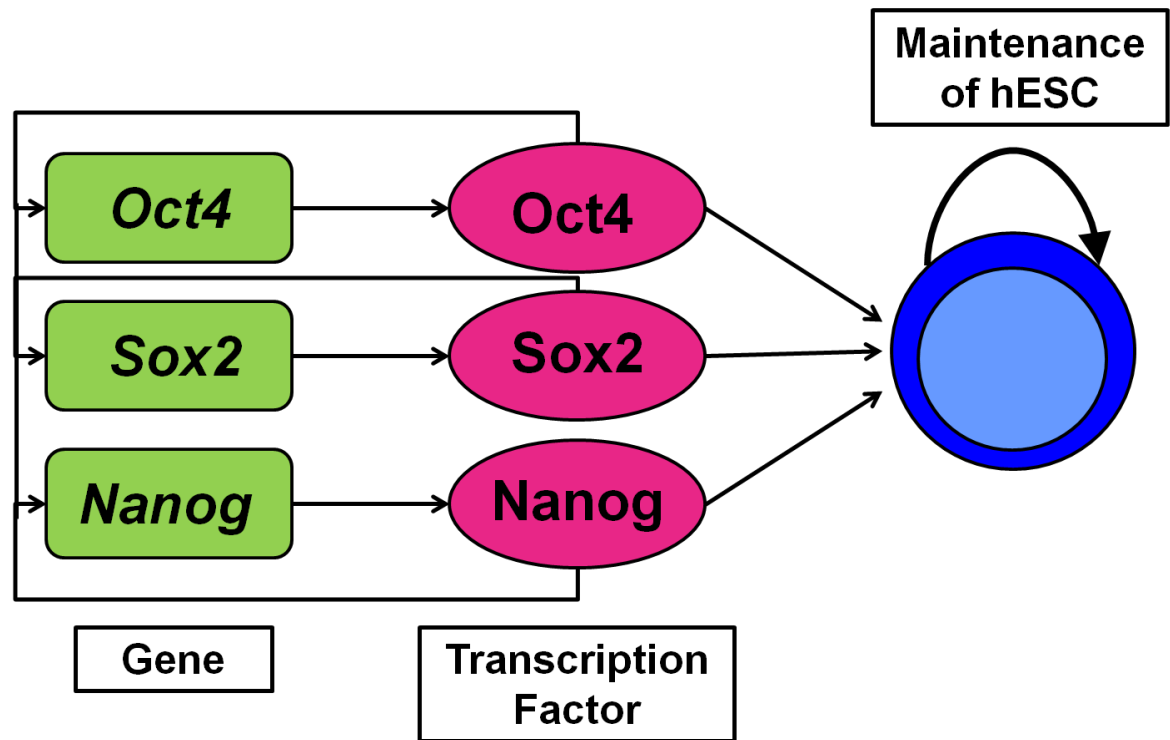 Maintenance
of hESC
Oct4
Oct4
Sox2
Sox2
Nanog
Nanog
Gene
Transcription
Factor